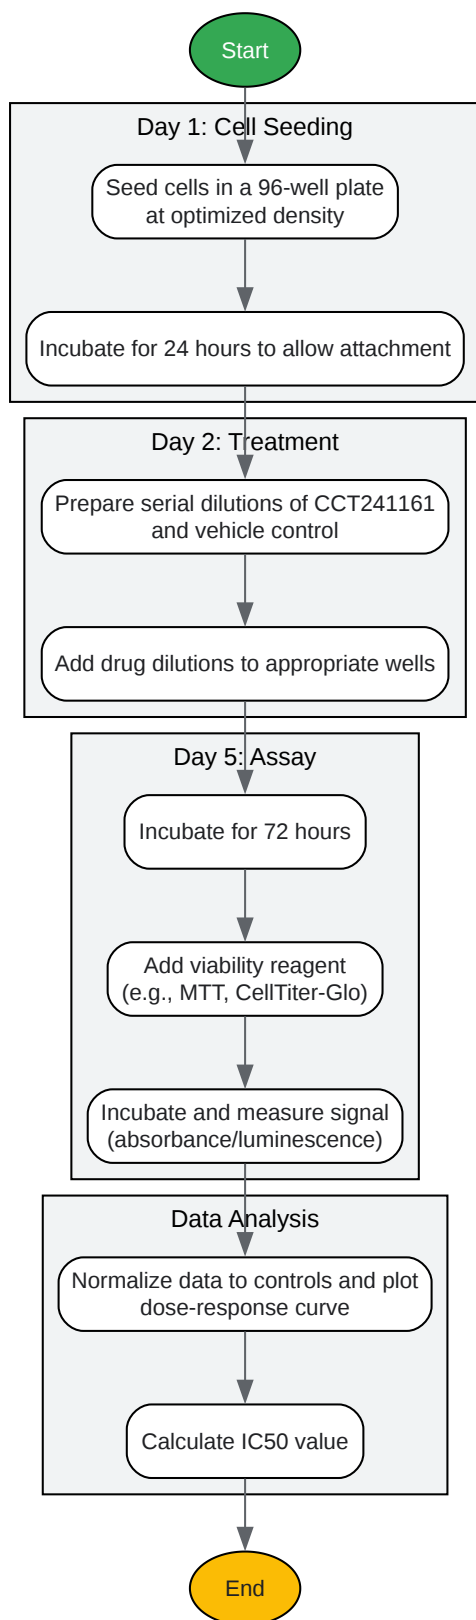 Start
Day 1: Cell Seeding
Seed cells in a 96-well plate
at optimized density
Incubate for 24 hours to allow attachment
Day 2: Treatment
Prepare serial dilutions of CCT241161
and vehicle control
Add drug dilutions to appropriate wells
Day 5: Assay
Incubate for 72 hours
Add viability reagent
(e.g., MTT, CellTiter-Glo)
Incubate and measure signal
(absorbance/luminescence)
Data Analysis
Normalize data to controls and plot
dose-response curve
Calculate IC50 value
End